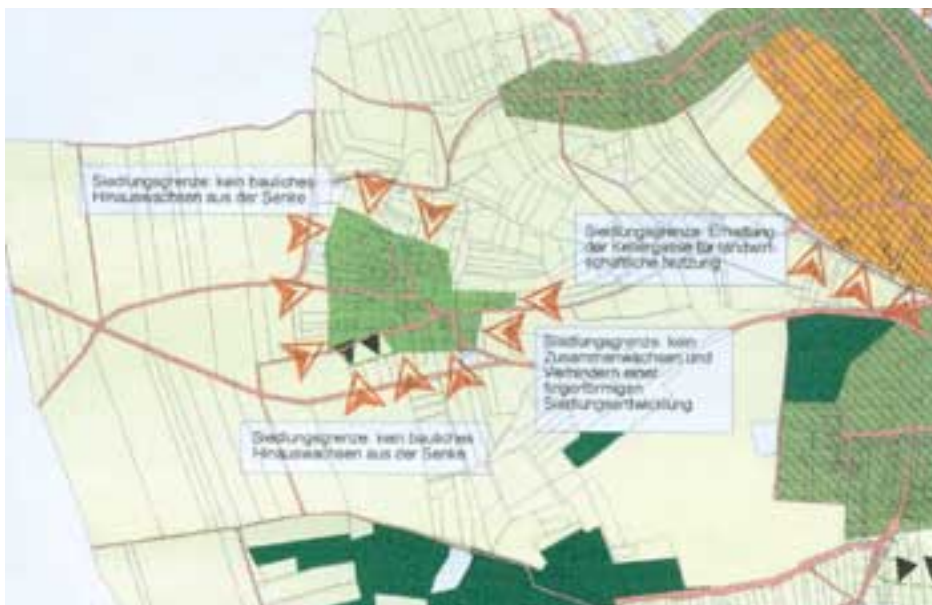 Siedlungsgrenze: kein bauliches
Hinauswachsen aus der Senke
Siedlungsgrenze: Erhaltung
der Kellergasse für landwirt-
schaftliche Nutzung
Siedlungsgrenze: kein
Zusammenwachsen und
Verhindern einer
fingerförmigen
Siedlungsentwicklung
Siedlungsgrenze: kein bauliches
Hinauswachsen aus der Senke